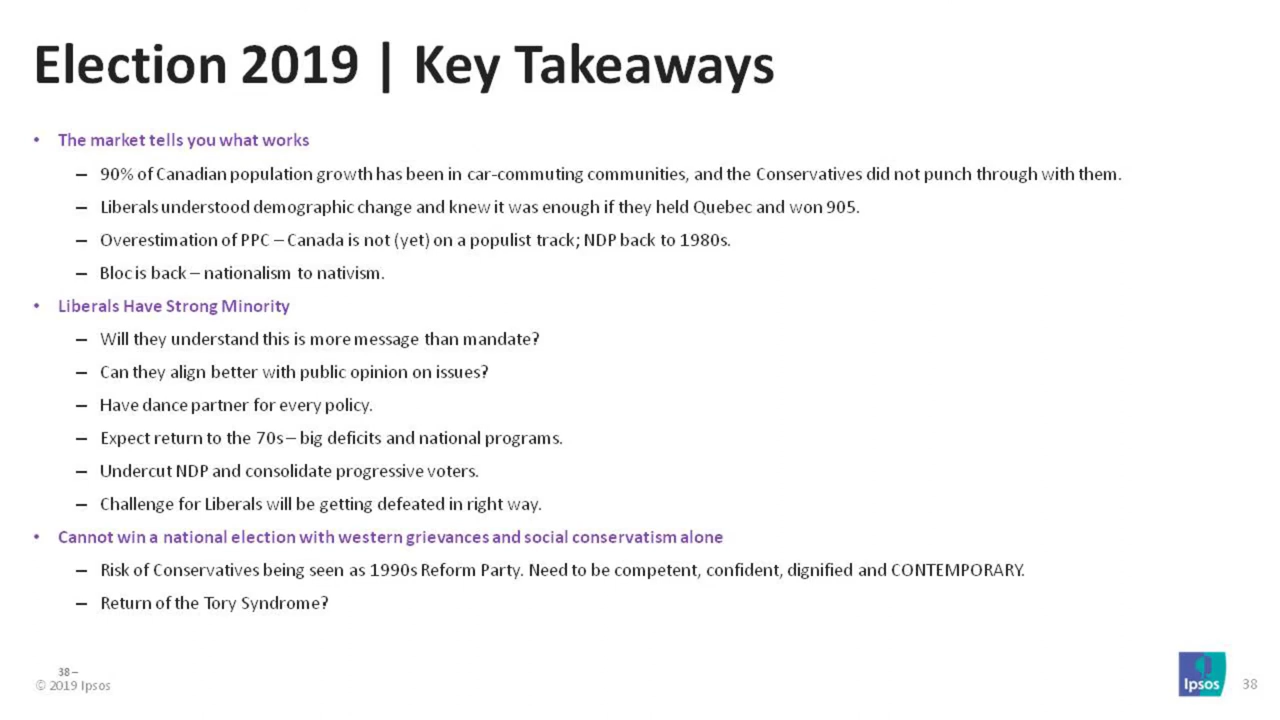 Election 2019 | Key Takeaways
• The market tells you what works
– 90% of Canadian population growth has been in car-commuting communities, and the Conservatives did not punch through with them.
– Liberals understood demographic change and knew it was enough if they held Quebec and won 905.
– Overestimation of PPC – Canada is not (yet) on a populist track; NDP back to 1980s.
– Bloc is back – nationalism to nativism.
• Liberals Have Strong Minority
– Will they understand this is more message than mandate?
– Can they align better with public opinion on issues?
– Have dance partner for every policy.
– Expect return to the 70s – big deficits and national programs.
– Undercut NDP and consolidate progressive voters.
– Challenge for Liberals will be getting defeated in right way.
• Cannot win a national election with western grievances and social conservatism alone
– Risk of Conservatives being seen as 1990s Reform Party. Need to be competent, confident, dignified and CONTEMPORARY.
– Return of the Tory Syndrome?
38 –
© 2019 Ipsos
Ipsos
38